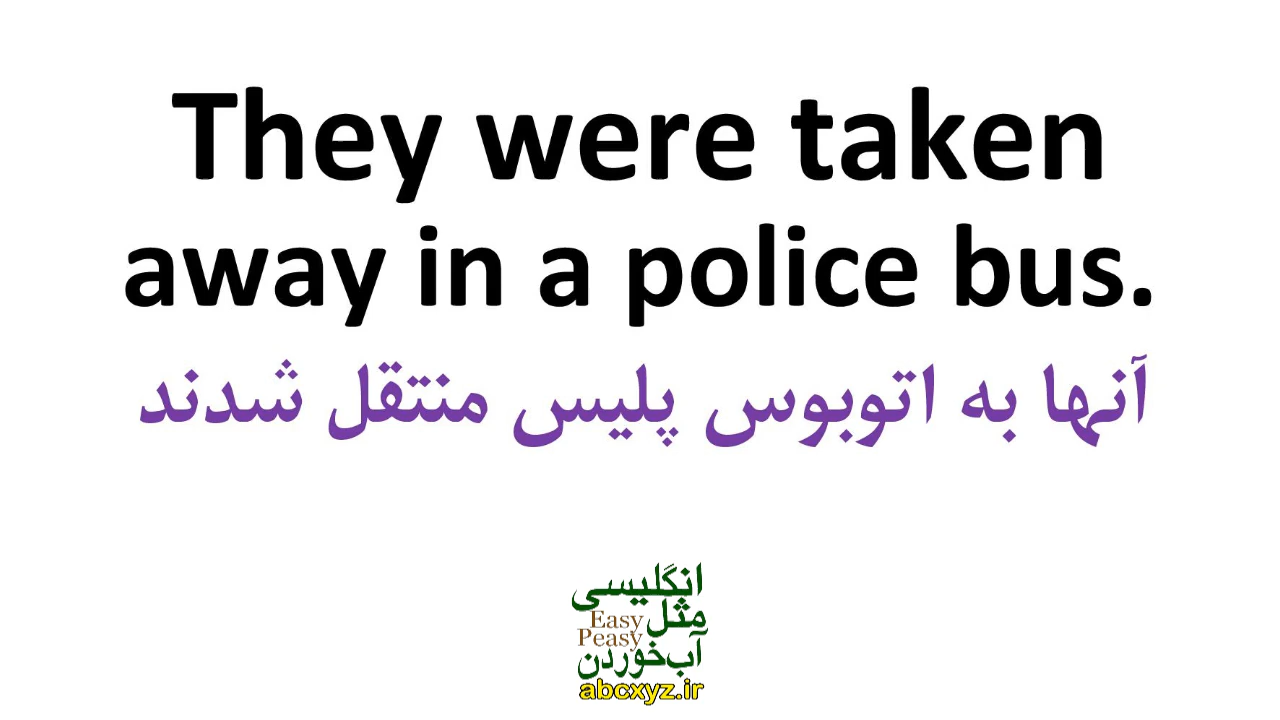 They were taken
away in a police bus.
آنها به اتوبوس پلیس منتقل شدند
انگلیسی
مثل
Easy
Peasy
آب‌خوردن
abcxyz.ir